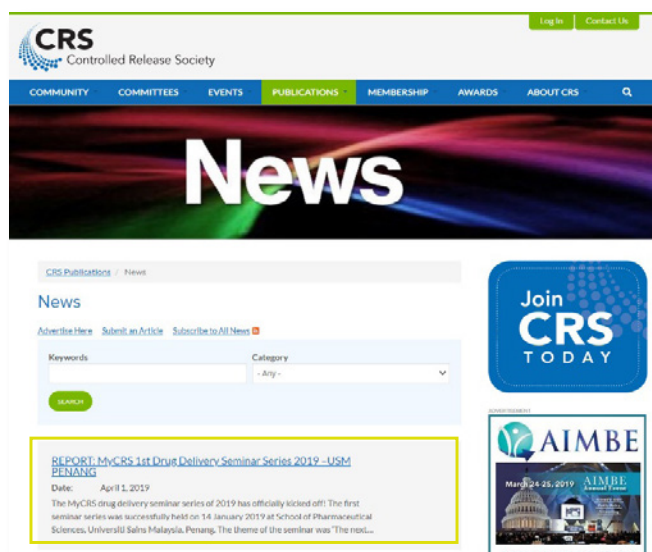 Log In Contact Us
CRS
Controlled Release Society
COMMUNITY COMMITTEES EVENTS PUBLICATIONS MEMBERSHIP AWARDS ABOUT CRS
News
CRS Publications / News
News
Advertise Here Submit an Article Subscribe to All News
Keywords Category
- Any -
SEARCH
Join
CRS
TODAY
ADVERTISEMENT
AIMBE
March 24-25, 2019 AIMBE
Annual Event
REPORT: MyCRS 1st Drug Delivery Seminar Series 2019 –USM
PENANG
Date: April 1, 2019
The MyCRS drug delivery seminar series of 2019 has officially kicked off! The first
seminar series was successfully held on 14 January 2019 at School of Pharmaceutical
Sciences, Universiti Sains Malaysia, Penang. The theme of the seminar was 'The next...